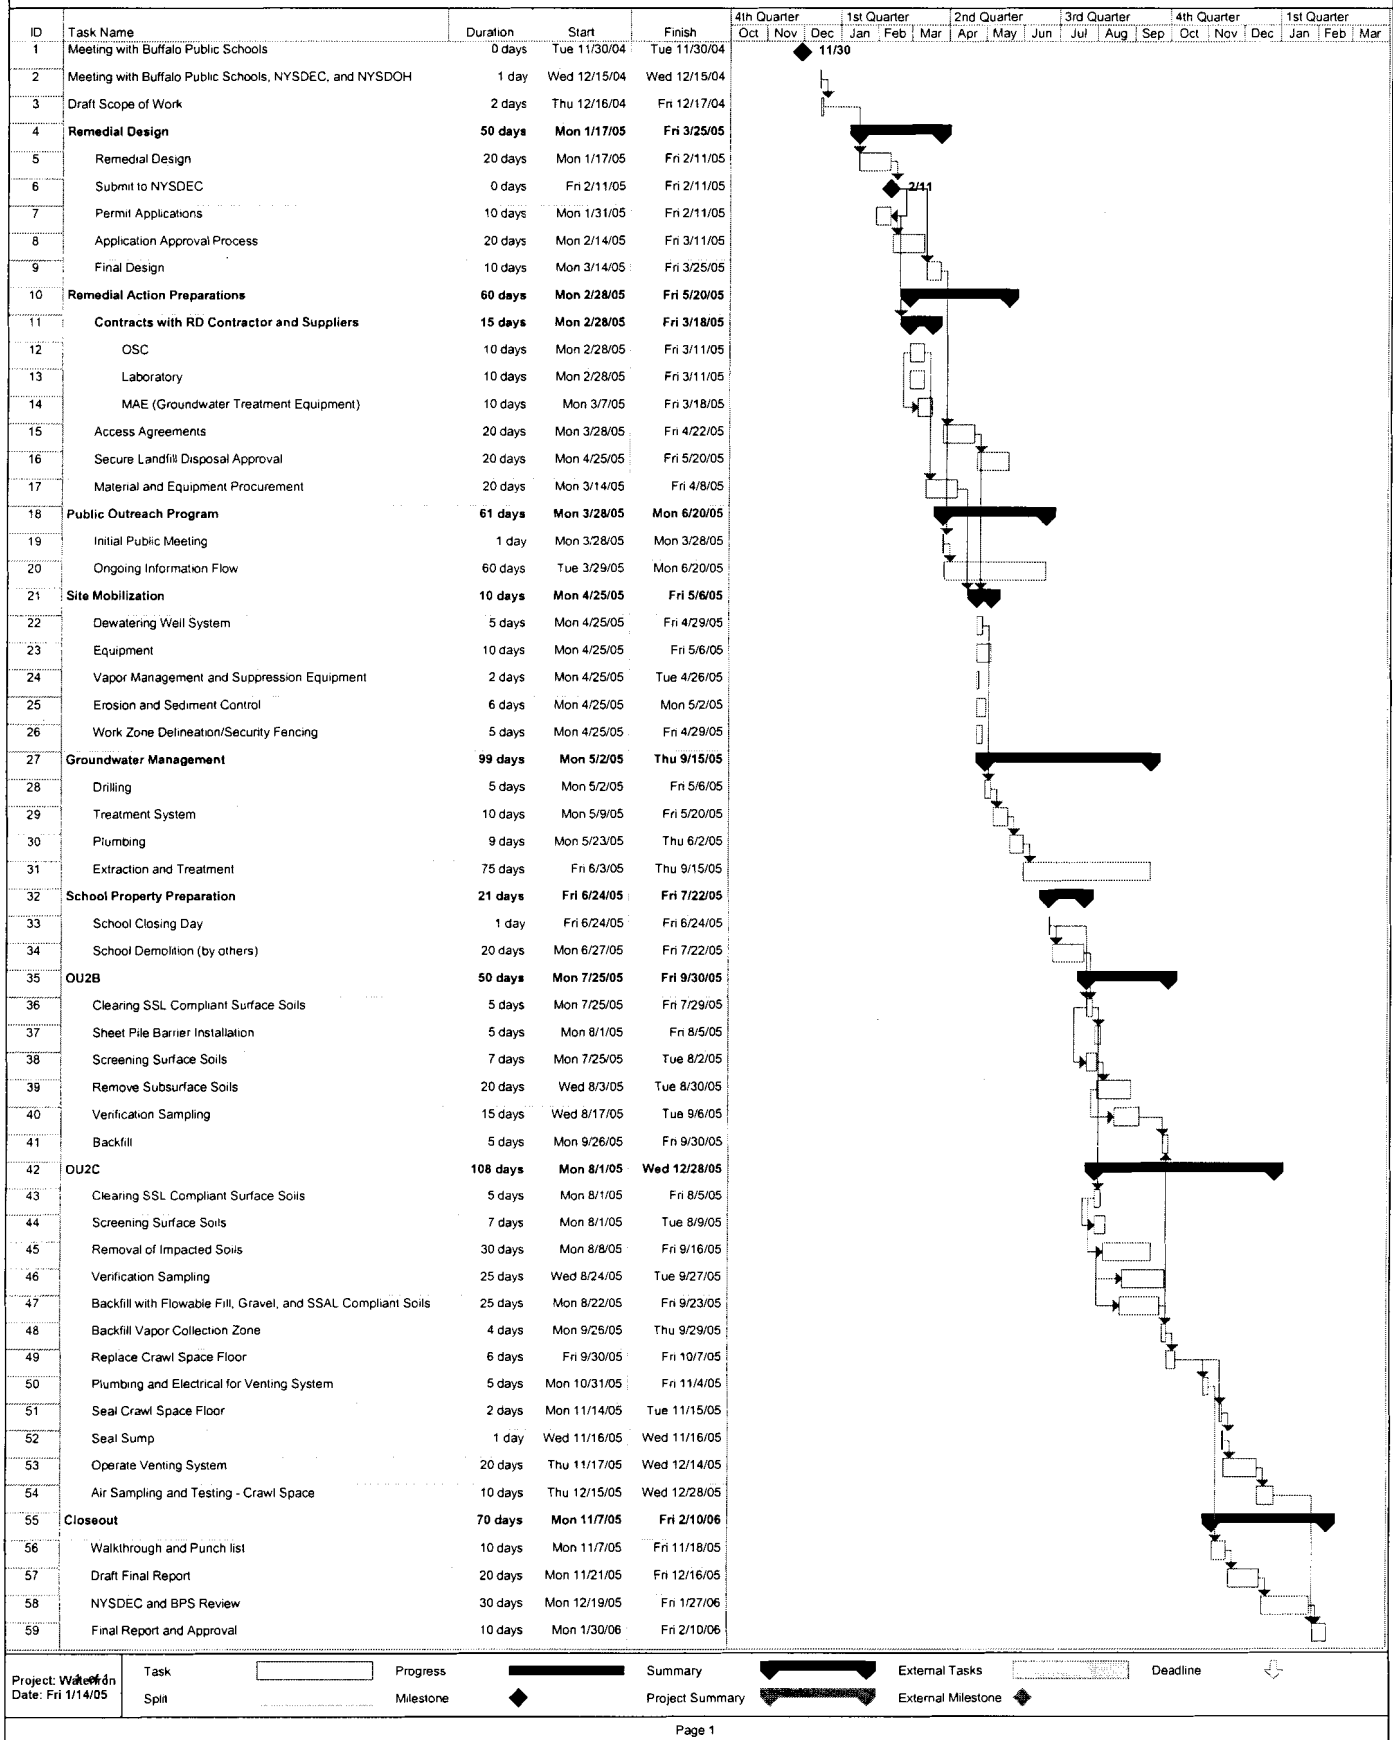 4th Quarter 1st Quarter 2nd Quarter 3rd Quarter 4th Quarter 1st Quarter
ID Task Name Duration Start Finish Oct Nov Dec Jan Feb Mar Apr May Jun Jul Aug Sep Oct Nov Dec Jan Feb Mar
1 Meeting with Buffalo Public Schools 0 days Tue 11/30/04 Tue 11/30/04 11/30
2 Meeting with Buffalo Public Schools, NYSDEC, and NYSDOH 1 day Wed 12/15/04 Wed 12/15/04
3 Draft Scope of Work 2 days Thu 12/16/04 Fri 12/17/04
4 Remedial Design 50 days Mon 1/17/05 Fri 3/25/05
5 Remedial Design 20 days Mon 1/17/05 Fri 2/11/05
6 Submit to NYSDEC 0 days Fri 2/11/05 Fri 2/11/05 2/11
7 Permit Applications 10 days Mon 1/31/05 Fri 2/11/05
8 Application Approval Process 20 days Mon 2/14/05 Fri 3/11/05
9 Final Design 10 days Mon 3/14/05 Fri 3/25/05
10 Remedial Action Preparations 60 days Mon 2/28/05 Fri 5/20/05
11 Contracts with RD Contractor and Suppliers 15 days Mon 2/28/05 Fri 3/18/05
12 OSC 10 days Mon 2/28/05 Fri 3/11/05
13 Laboratory 10 days Mon 2/28/05 Fri 3/11/05
14 MAE (Groundwater Treatment Equipment) 10 days Mon 3/7/05 Fri 3/18/05
15 Access Agreements 20 days Mon 3/28/05 Fri 4/22/05
16 Secure Landfill Disposal Approval 20 days Mon 4/25/05 Fri 5/20/05
17 Material and Equipment Procurement 20 days Mon 3/14/05 Fri 4/8/05
18 Public Outreach Program 61 days Mon 3/28/05 Mon 6/20/05
19 Initial Public Meeting 1 day Mon 3/28/05 Mon 3/28/05
20 Ongoing Information Flow 60 days Tue 3/29/05 Mon 6/20/05
21 Site Mobilization 10 days Mon 4/25/05 Fri 5/6/05
22 Dewatering Well System 5 days Mon 4/25/05 Fri 4/29/05
23 Equipment 10 days Mon 4/25/05 Fri 5/6/05
24 Vapor Management and Suppression Equipment 2 days Mon 4/25/05 Tue 4/26/05
25 Erosion and Sediment Control 6 days Mon 4/25/05 Mon 5/2/05
26 Work Zone Delineation/Security Fencing 5 days Mon 4/25/05 Fri 4/29/05
27 Groundwater Management 99 days Mon 5/2/05 Thu 9/15/05
28 Drilling 5 days Mon 5/2/05 Fri 5/6/05
29 Treatment System 10 days Mon 5/9/05 Fri 5/20/05
30 Plumbing 9 days Mon 5/23/05 Thu 6/2/05
31 Extraction and Treatment 75 days Fri 6/3/05 Thu 9/15/05
32 School Property Preparation 21 days Fri 6/24/05 Fri 7/22/05
33 School Closing Day 1 day Fri 6/24/05 Fri 6/24/05
34 School Demolition (by others) 20 days Mon 6/27/05 Fri 7/22/05
35 OU2B 50 days Mon 7/25/05 Fri 9/30/05
36 Clearing SSL Compliant Surface Soils 5 days Mon 7/25/05 Fri 7/29/05
37 Sheet Pile Barrier Installation 5 days Mon 8/1/05 Fri 8/5/05
38 Screening Surface Soils 7 days Mon 7/25/05 Tue 8/2/05
39 Remove Subsurface Soils 20 days Wed 8/3/05 Tue 8/30/05
40 Verification Sampling 15 days Wed 8/17/05 Tue 9/6/05
41 Backfill 5 days Mon 9/26/05 Fri 9/30/05
42 OU2C 108 days Mon 8/1/05 Wed 12/28/05
43 Clearing SSL Compliant Surface Soils 5 days Mon 8/1/05 Fri 8/5/05
44 Screening Surface Soils 7 days Mon 8/1/05 Tue 8/9/05
45 Removal of Impacted Soils 30 days Mon 8/8/05 Fri 9/16/05
46 Verification Sampling 25 days Wed 8/24/05 Tue 9/27/05
47 Backfill with Flowable Fill, Gravel, and SSAL Compliant Soils 25 days Mon 8/22/05 Fri 9/23/05
48 Backfill Vapor Collection Zone 4 days Mon 9/26/05 Thu 9/29/05
49 Replace Crawl Space Floor 6 days Fri 9/30/05 Fri 10/7/05
50 Plumbing and Electrical for Venting System 5 days Mon 10/31/05 Fri 11/4/05
51 Seal Crawl Space Floor 2 days Mon 11/14/05 Tue 11/15/05
52 Seal Sump 1 day Wed 11/16/05 Wed 11/16/05
53 Operate Venting System 20 days Thu 11/17/05 Wed 12/14/05
54 Air Sampling and Testing - Crawl Space 10 days Thu 12/15/05 Wed 12/28/05
55 Closeout 70 days Mon 11/7/05 Fri 2/10/06
56 Walkthrough and Punch list 10 days Mon 11/7/05 Fri 11/18/05
57 Draft Final Report 20 days Mon 11/21/05 Fri 12/16/05
58 NYSDEC and BPS Review 30 days Mon 12/19/05 Fri 1/27/06
59 Final Report and Approval 10 days Mon 1/30/06 Fri 2/10/06
Project:
Date: Fri 1/14/05
Task Progress Summary External Tasks Deadline
Split Milestone Project Summary External Milestone
Page 1